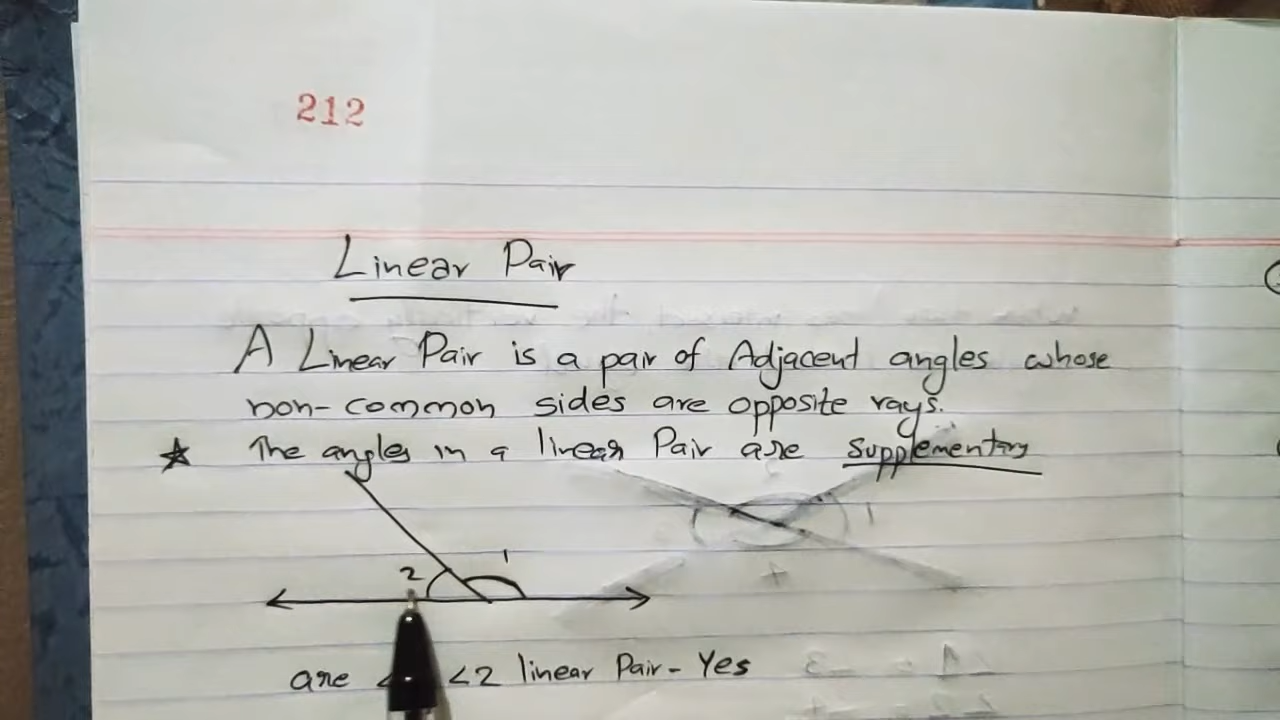 212
Linear Pair
A Linear Pair is a pair of Adjacent angles whose
non-common sides are opposite rays.
★ The angles in a linear Pair are Supplementary
1
2
are < <2 linear Pair - Yes